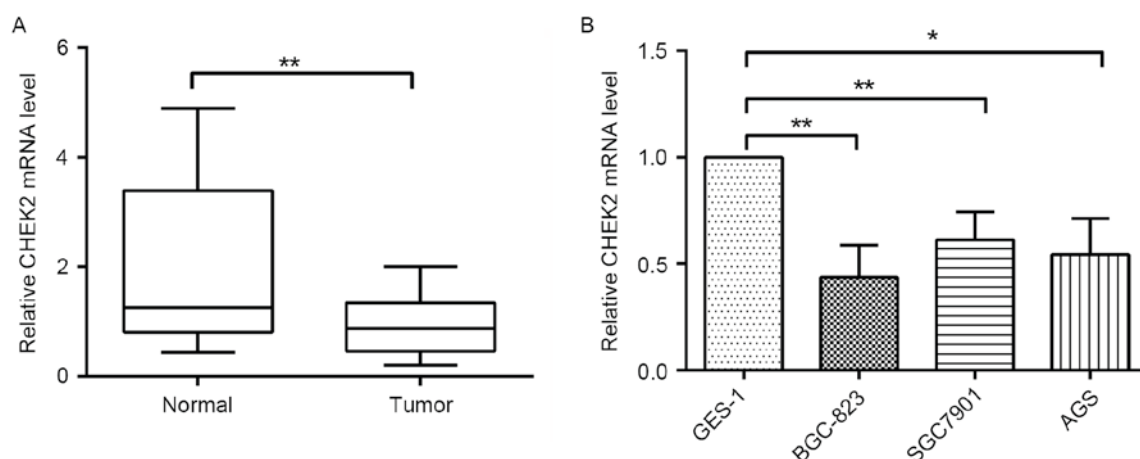 A
Relative CHEK2 mRNA level
6
4
2
0
**
Normal
Tumor
B
Relative CHEK2 mRNA level
1.5
1.0
0.5
0.0
*
**
**
GES-1
BGC-823
SGC7901
AGS